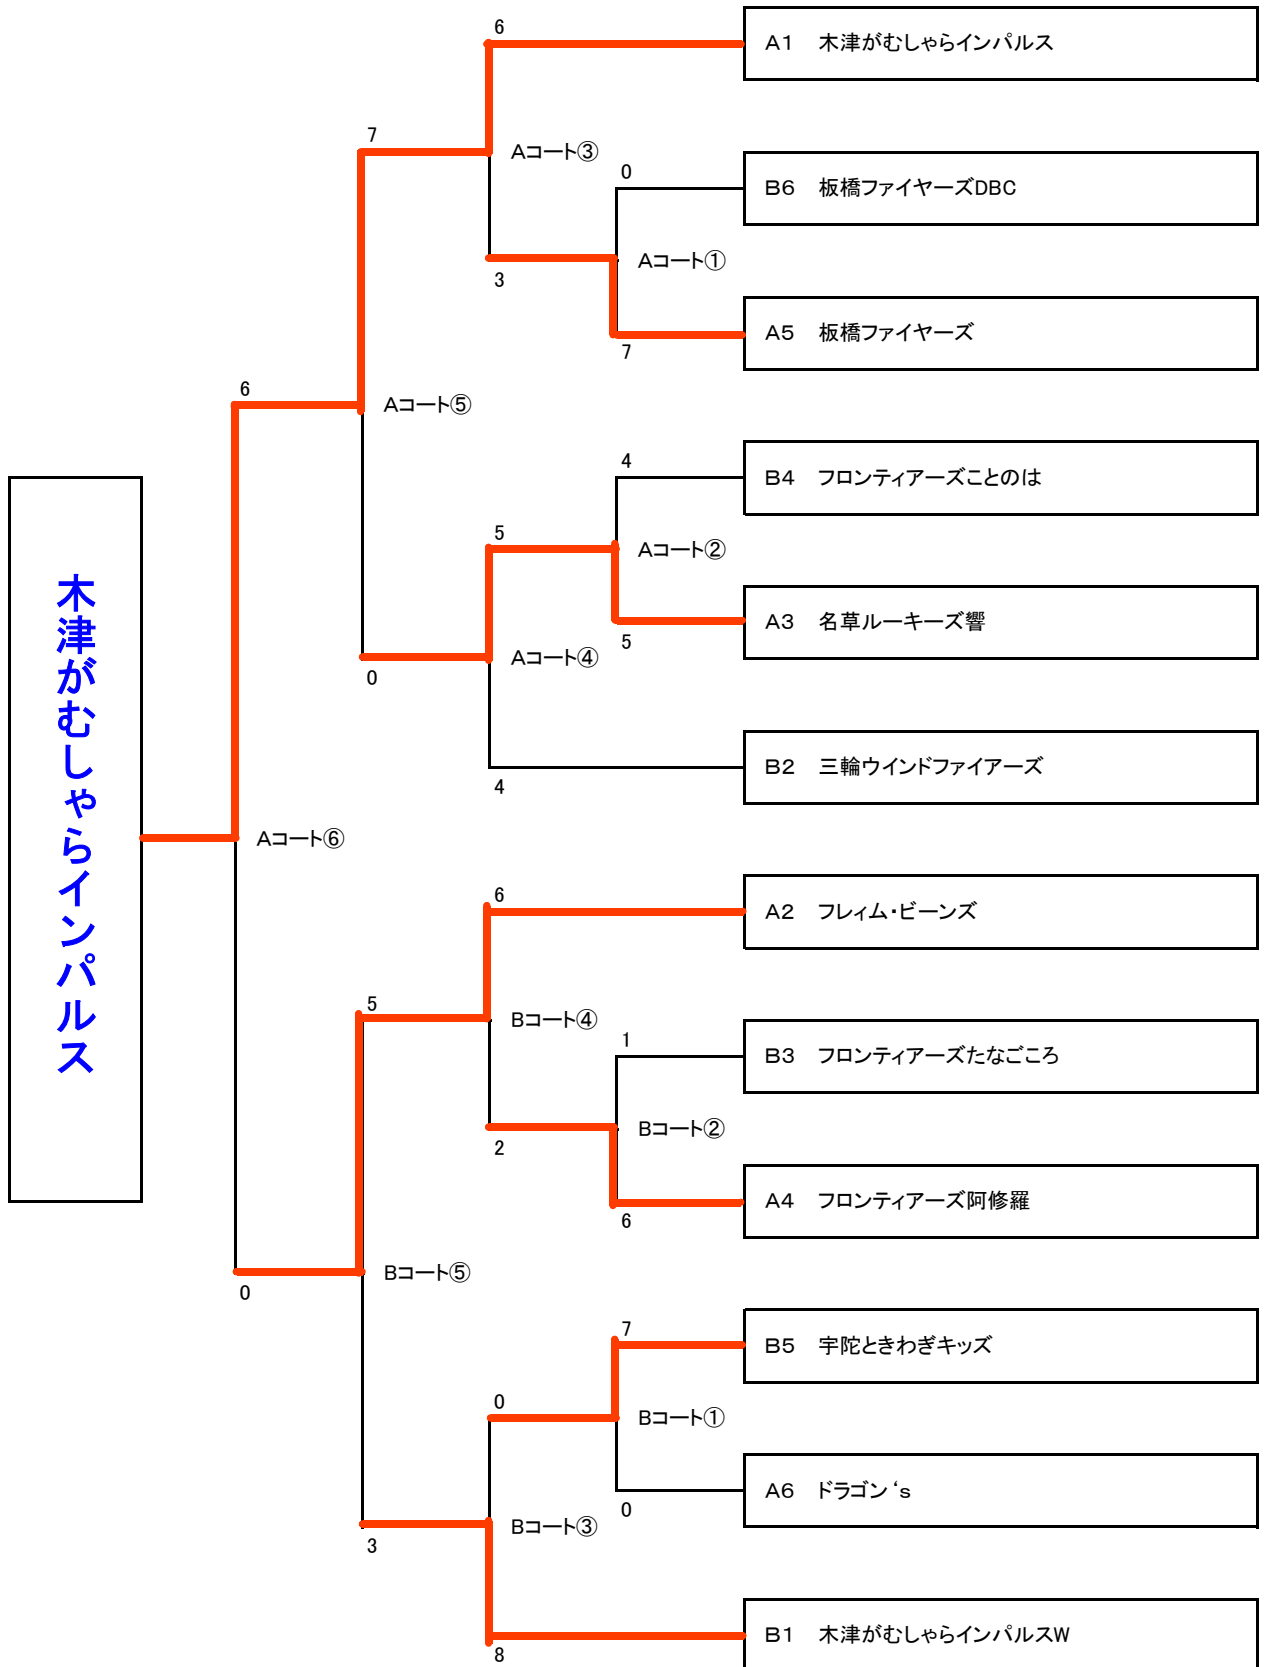 6
A1 木津がむしゃらインパルス
7
Aコート③
0
B6 板橋ファイヤーズDBC
Aコート①
3
A5 板橋ファイヤーズ
7
6
Aコート⑤
4
B4 フロンティアーズことのは
5
Aコート②
A3 名草ルーキーズ響
5
Aコート④
0
B2 三輪ウインドファイアーズ
4
木津がむしゃらインパルス
Aコート⑥
6
A2 フレィム・ビーンズ
5
Bコート④
1
B3 フロンティアーズたなごころ
Bコート②
2
A4 フロンティアーズ阿修羅
6
Bコート⑤
0
7
B5 宇陀ときわぎキッズ
0
Bコート①
A6 ドラゴン‘s
0
Bコート③
3
B1 木津がむしゃらインパルスW
8